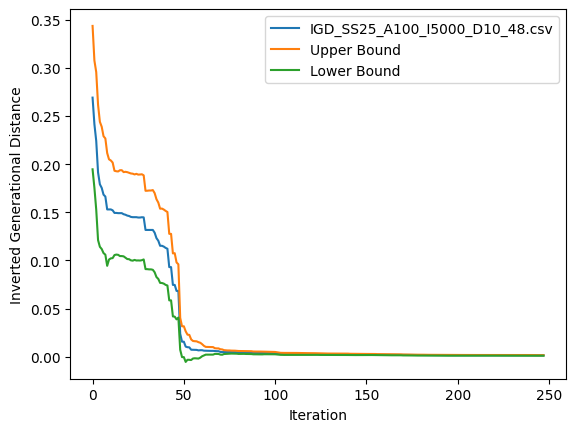 IGD_SS25_A100_I5000_D10_48.csv
Upper Bound
Lower Bound
Inverted Generational Distance
0.35
0.30
0.25
0.20
0.15
0.10
0.05
0.00
0 50 100 150 200 250
Iteration